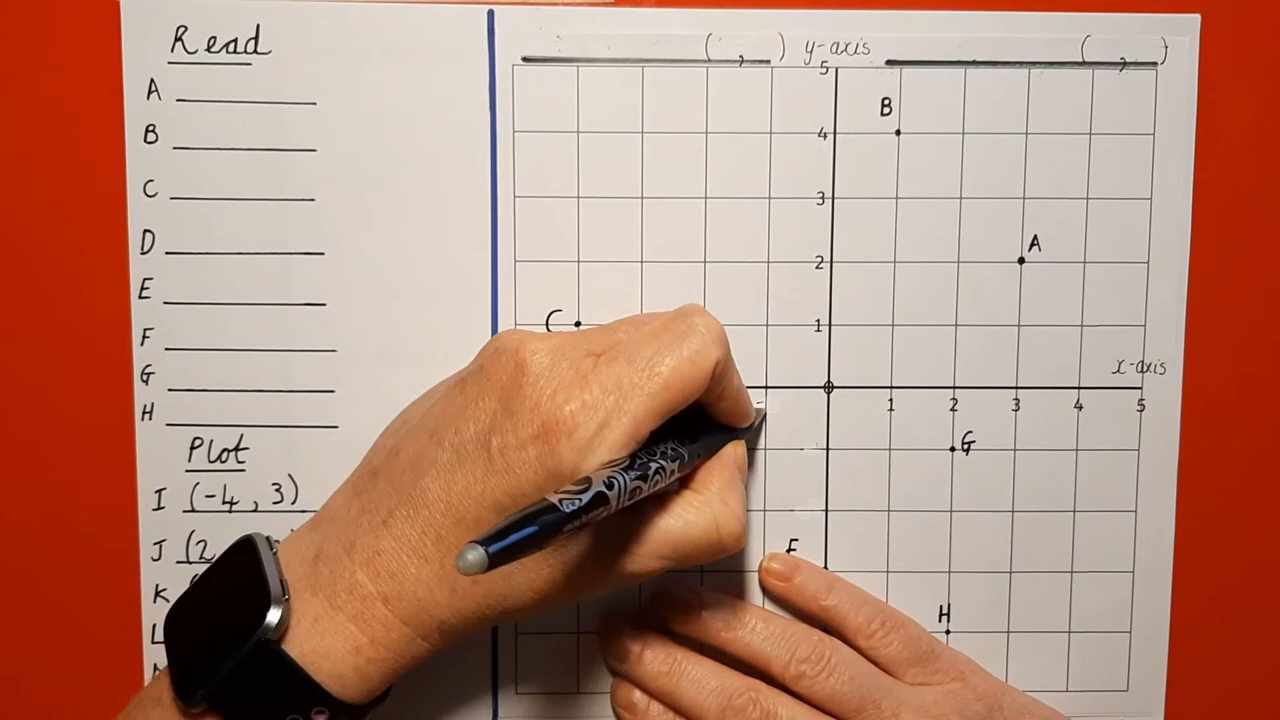 Read
A
B
C
D
E
F
G
H
Plot
I (-4, 3)
J (2
K
L
( , ) y-axis ( , )
5
B
4
3
A
2
C
1
x-axis
0 1 2 3 4 5
G
H